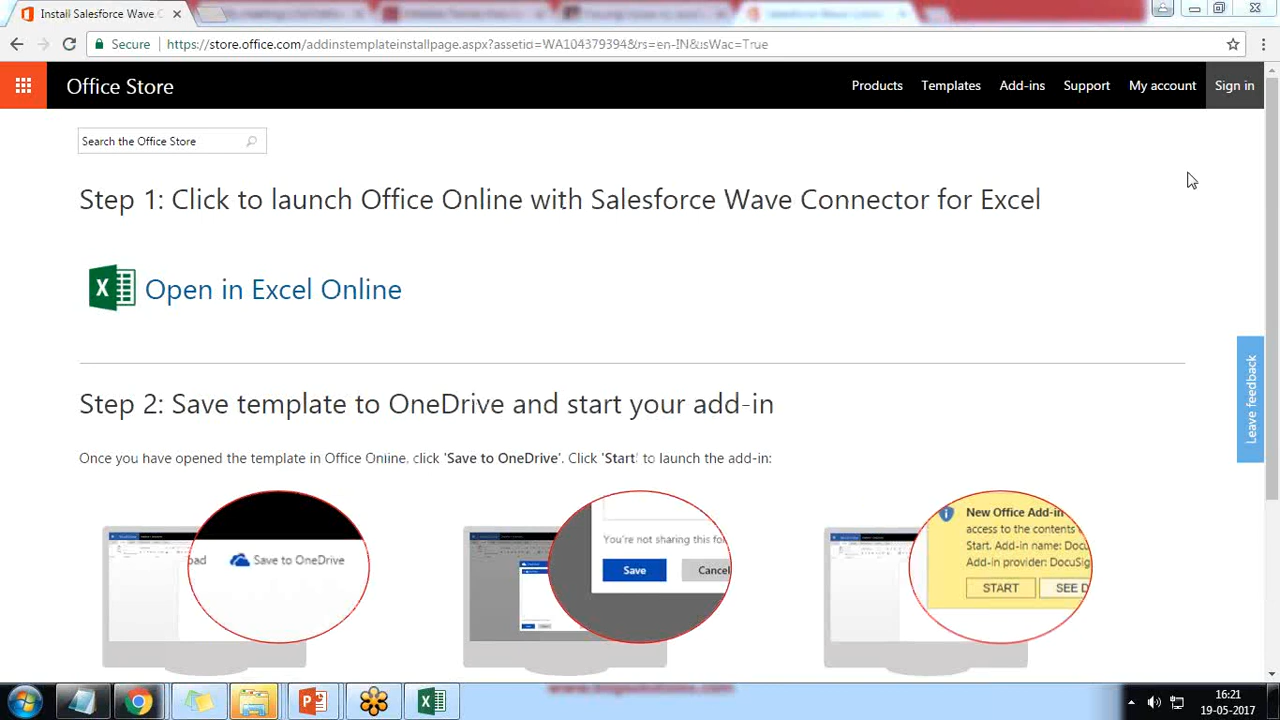 Install Salesforce Wave C
Secure
https://store.office.com/addinstemplateinstallpage.aspx?assetid=WA104379394&rs=en-IN&usWac=True
Office Store
Products
Templates
Add-ins
Support
My account
Sign in
Search the Office Store
Step 1: Click to launch Office Online with Salesforce Wave Connector for Excel
Open in Excel Online
Leave feedback
Step 2: Save template to OneDrive and start your add-in
Once you have opened the template in Office Online, click 'Save to OneDrive'. Click 'Start' to launch the add-in:
oad
Save to OneDrive
You're not sharing this fo
Save
Cancel
New Office Add-in
access to the contents
Start. Add-in name: Docu
Add-in provider: DocuSig
START
SEE D
16:21
19-05-2017